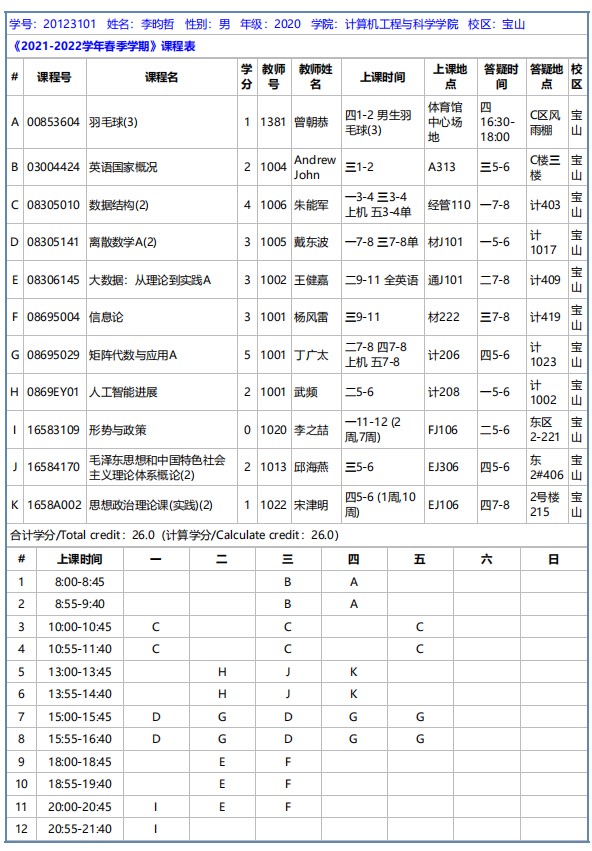 学号：20123101 姓名：李昀哲 性别：男 年级：2020 学院：计算机工程与科学学院 校区：宝山
《2021-2022学年春季学期》课程表
# 课程号 课程名 学分 教师号 教师姓名 上课时间 上课地点 答疑时间 答疑地点 校区
A 00853604 羽毛球(3) 1 1381 曾朝恭 四1-2 男生羽毛球(3) 体育馆中心场地 四16:30-18:00 C区风雨棚 宝山
B 03004424 英语国家概况 2 1004 Andrew John 三1-2 A313 三5-6 C楼三楼 宝山
C 08305010 数据结构(2) 4 1006 朱能军 一3-4 三3-4 上机 五3-4单 经管110 一7-8 计403 宝山
D 08305141 离散数学A(2) 3 1005 戴东波 一7-8 三7-8单 材J101 一5-6 计1017 宝山
E 08306145 大数据：从理论到实践A 3 1002 王健嘉 二9-11 全英语 通J101 二7-8 计409 宝山
F 08695004 信息论 3 1001 杨风雷 三9-11 材222 三7-8 计419 宝山
G 08695029 矩阵代数与应用A 5 1001 丁广太 二7-8 四7-8 上机 五7-8 计206 四5-6 计1023 宝山
H 0869EY01 人工智能进展 2 1001 武频 二5-6 计208 一5-6 计1002 宝山
I 16583109 形势与政策 0 1020 李之喆 一11-12 (2周,7周) FJ106 二5-6 东区2-221 宝山
J 16584170 毛泽东思想和中国特色社会主义理论体系概论(2) 2 1013 邱海燕 三5-6 EJ306 四5-6 东2#406 宝山
K 1658A002 思想政治理论课(实践)(2) 1 1022 宋津明 四5-6 (1周,10周) EJ106 四7-8 2号楼215 宝山
合计学分/Total credit：26.0 (计算学分/Calculate credit：26.0)
# 上课时间 一 二 三 四 五 六 日
1 8:00-8:45 B A
2 8:55-9:40 B A
3 10:00-10:45 C C C
4 10:55-11:40 C C C
5 13:00-13:45 H J K
6 13:55-14:40 H J K
7 15:00-15:45 D G D G G
8 15:55-16:40 D G D G G
9 18:00-18:45 E F
10 18:55-19:40 E F
11 20:00-20:45 I E F
12 20:55-21:40 I